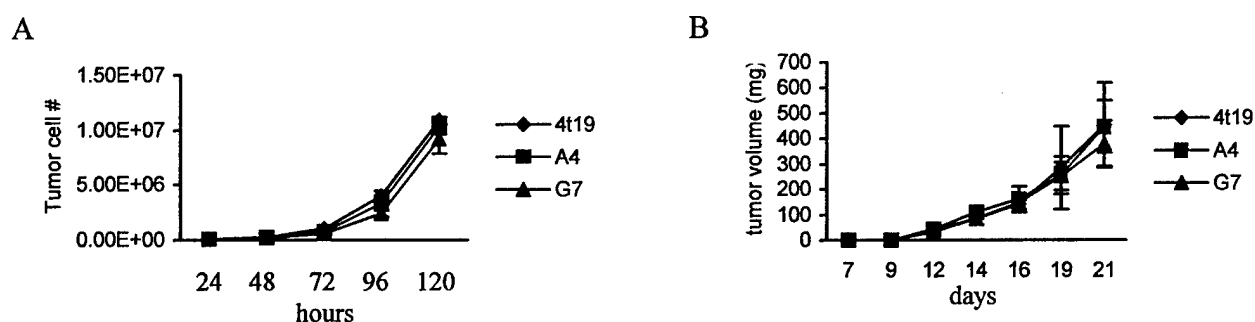 A
Tumor cell #
1.50E+07
1.00E+07
5.00E+06
0.00E+00
24 48 72 96 120
hours
4t19
A4
G7
B
tumor volume (mg)
700
600
500
400
300
200
100
0
7 9 12 14 16 19 21
days
4t19
A4
G7